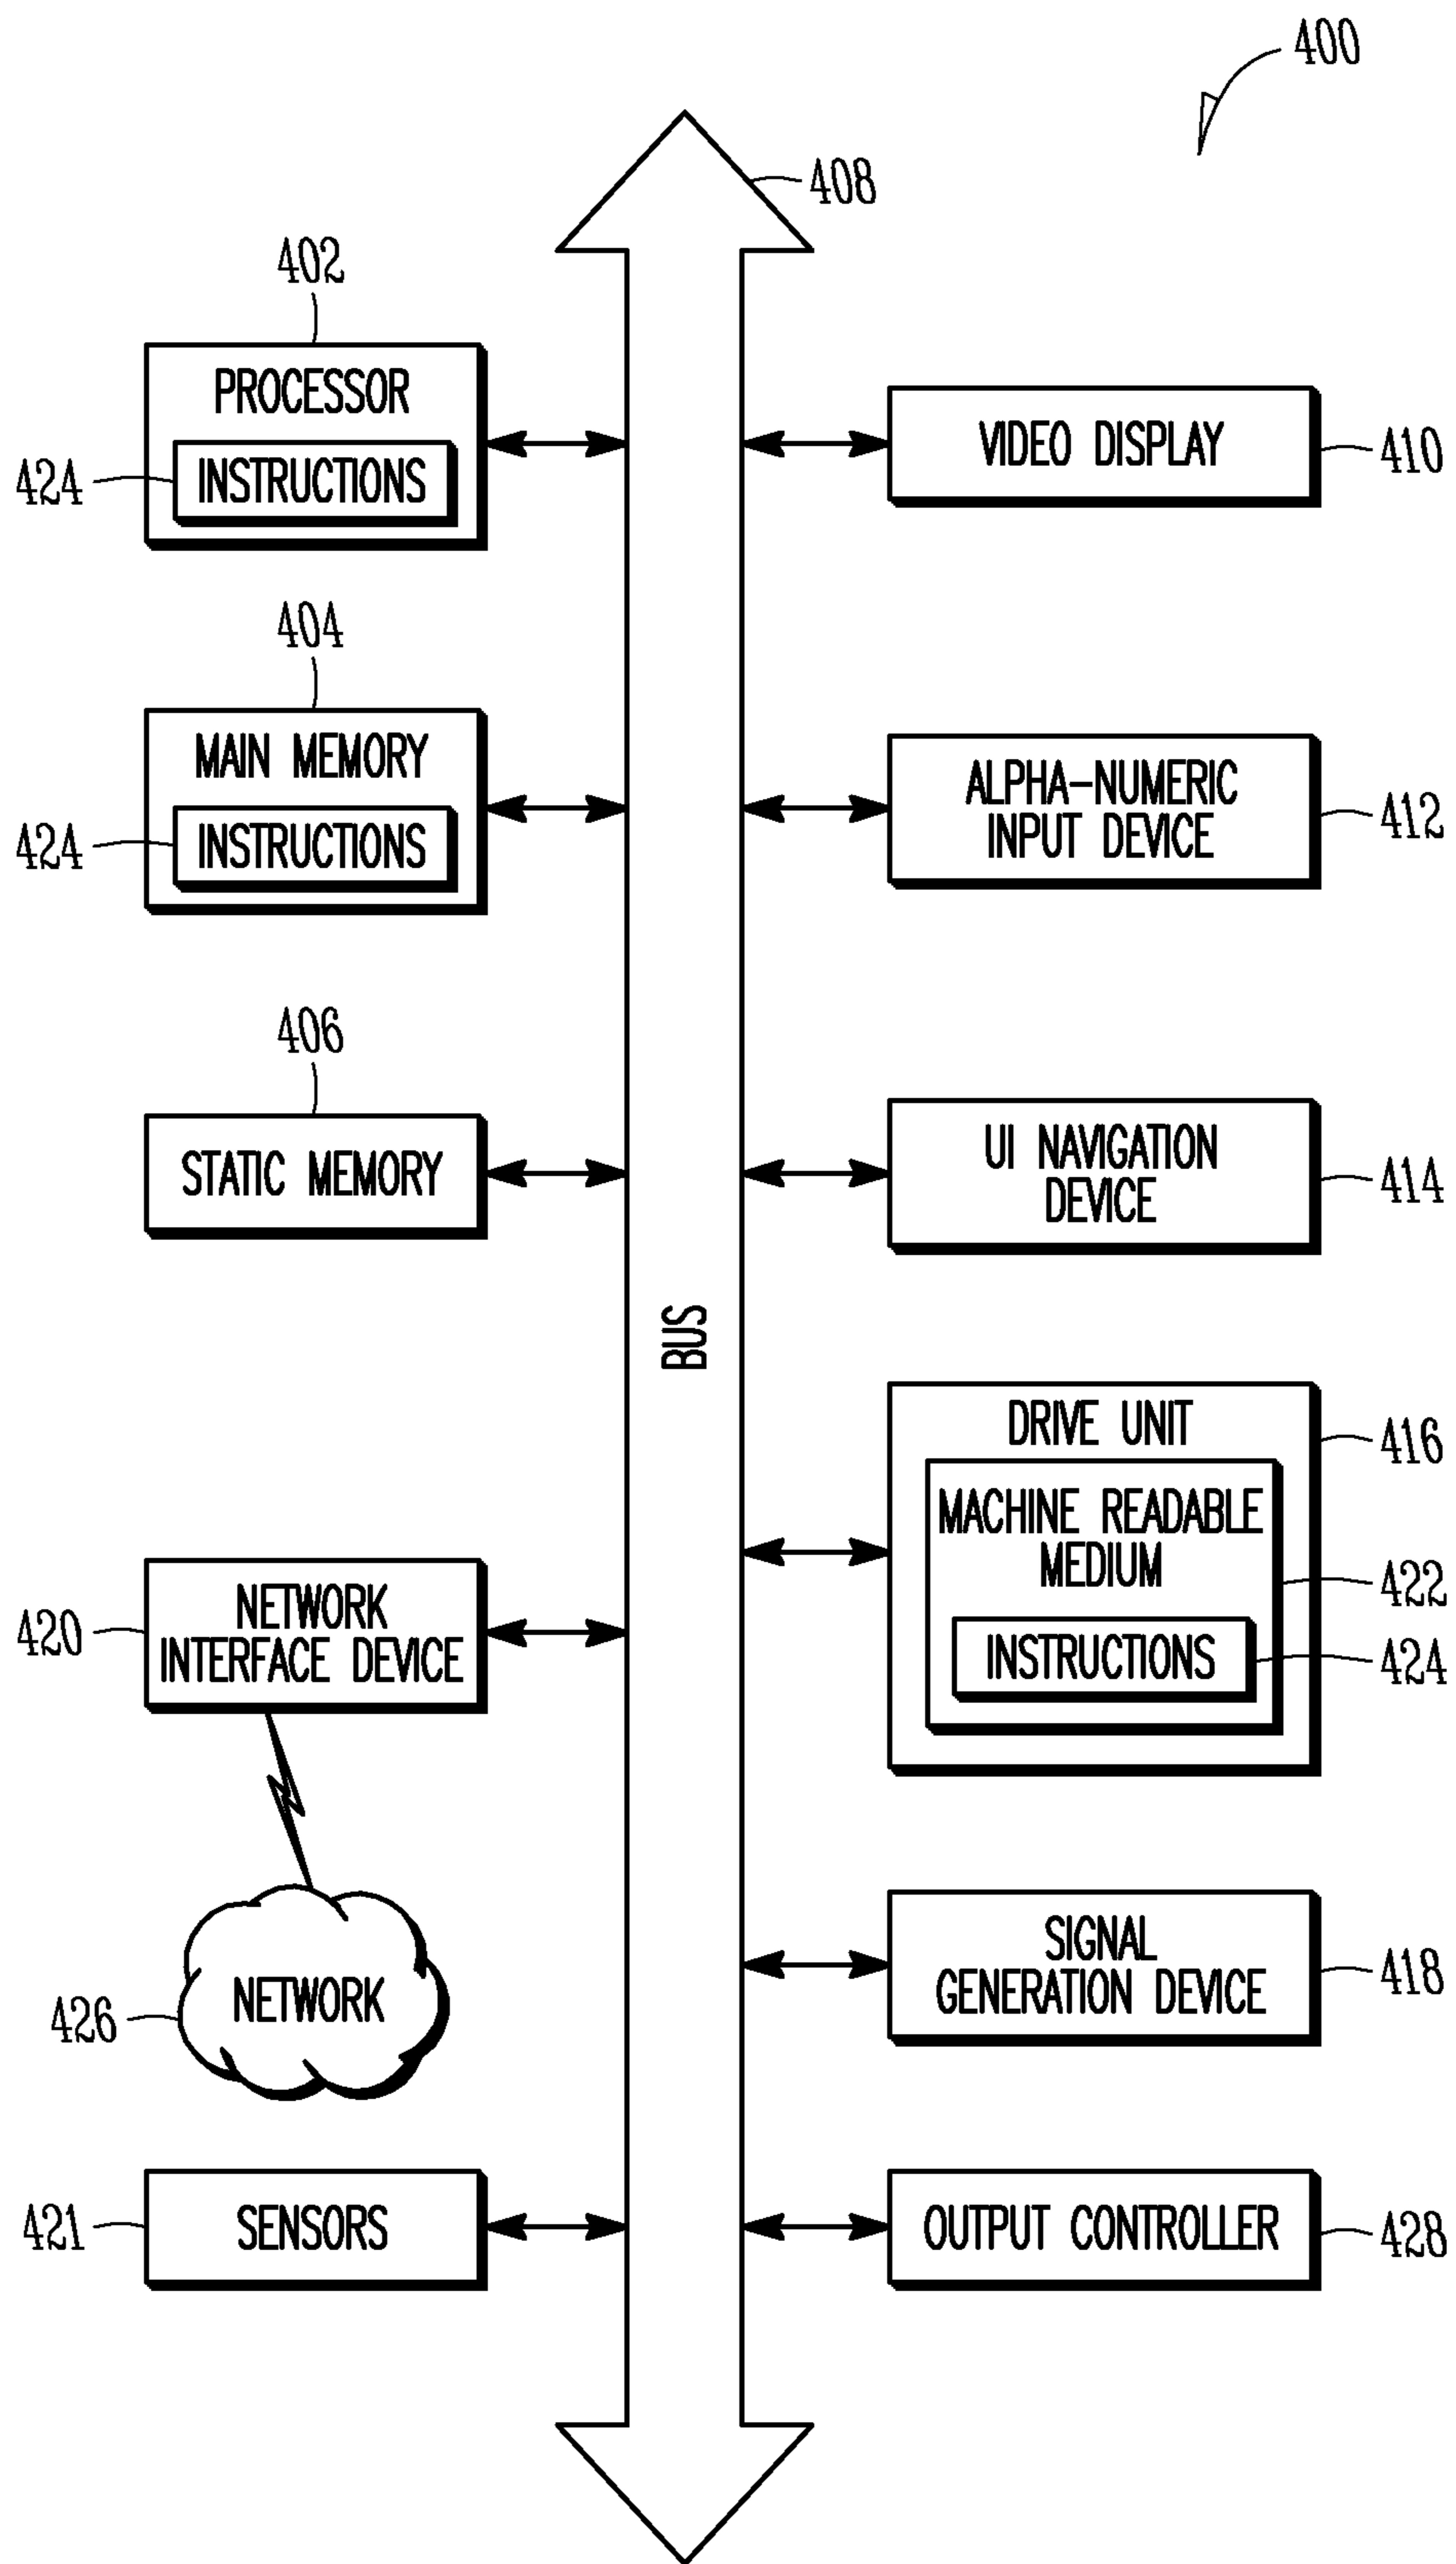 400
408
402
PROCESSOR
424
INSTRUCTIONS
404
MAIN MEMORY
424
INSTRUCTIONS
406
STATIC MEMORY
BUS
420
NETWORK
INTERFACE DEVICE
426
NETWORK
421
SENSORS
VIDEO DISPLAY
410
ALPHA-NUMERIC
INPUT DEVICE
412
UI NAVIGATION
DEVICE
414
DRIVE UNIT
416
MACHINE READABLE
MEDIUM
422
INSTRUCTIONS
424
SIGNAL
GENERATION DEVICE
418
OUTPUT CONTROLLER
428